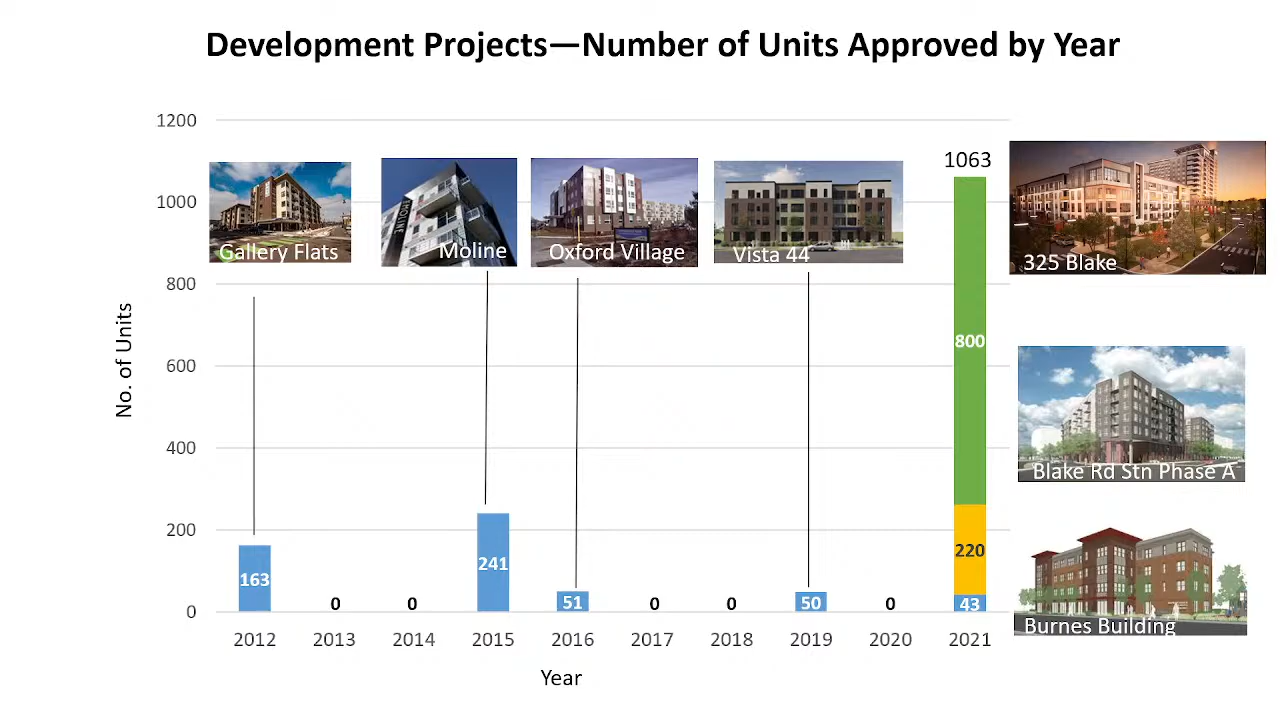 Development Projects—Number of Units Approved by Year
1200
1000
800
600
400
200
0
No. of Units
Gallery Flats
Moline
MOLINE
Oxford Village
Vista 44
1063
325 Blake
800
Blake Rd Stn Phase A
220
43
Burnes Building
163
0
0
241
51
0
0
50
0
2012
2013
2014
2015
2016
2017
2018
2019
2020
2021
Year